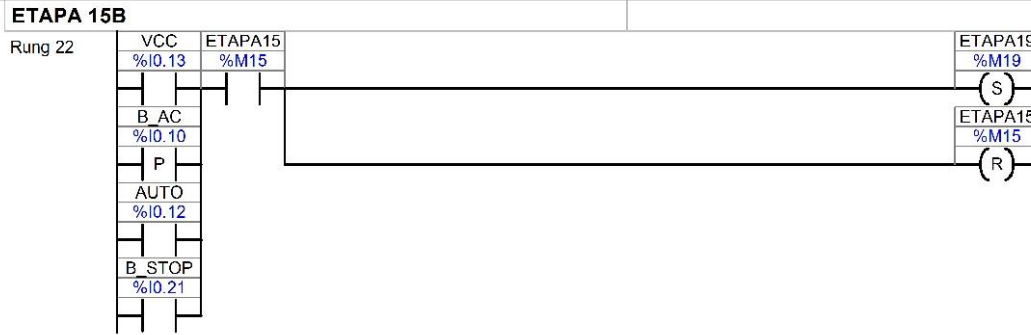 ETAPA 15B
Rung 22
VCC ETAPA15 ETAPA19
%I0.13 %M15 %M19
S
B_AC ETAPA15
%I0.10 %M15
P R
AUTO
%I0.12
B_STOP
%I0.21